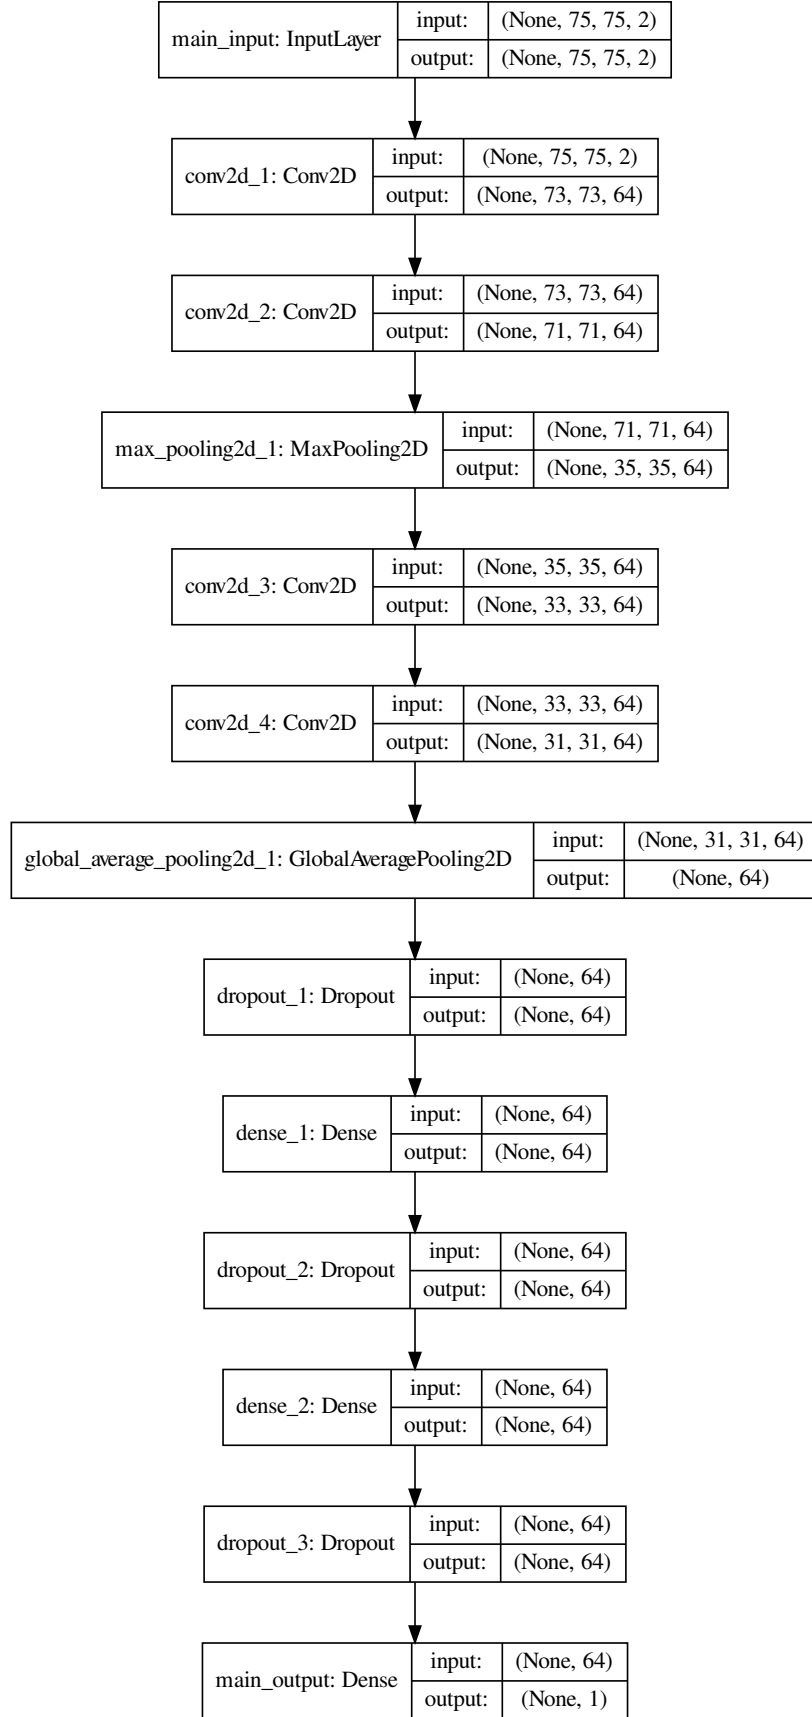 main_input: InputLayer
input: (None, 75, 75, 2)
output: (None, 75, 75, 2)
conv2d_1: Conv2D
input: (None, 75, 75, 2)
output: (None, 73, 73, 64)
conv2d_2: Conv2D
input: (None, 73, 73, 64)
output: (None, 71, 71, 64)
max_pooling2d_1: MaxPooling2D
input: (None, 71, 71, 64)
output: (None, 35, 35, 64)
conv2d_3: Conv2D
input: (None, 35, 35, 64)
output: (None, 33, 33, 64)
conv2d_4: Conv2D
input: (None, 33, 33, 64)
output: (None, 31, 31, 64)
global_average_pooling2d_1: GlobalAveragePooling2D
input: (None, 31, 31, 64)
output: (None, 64)
dropout_1: Dropout
input: (None, 64)
output: (None, 64)
dense_1: Dense
input: (None, 64)
output: (None, 64)
dropout_2: Dropout
input: (None, 64)
output: (None, 64)
dense_2: Dense
input: (None, 64)
output: (None, 64)
dropout_3: Dropout
input: (None, 64)
output: (None, 64)
main_output: Dense
input: (None, 64)
output: (None, 1)